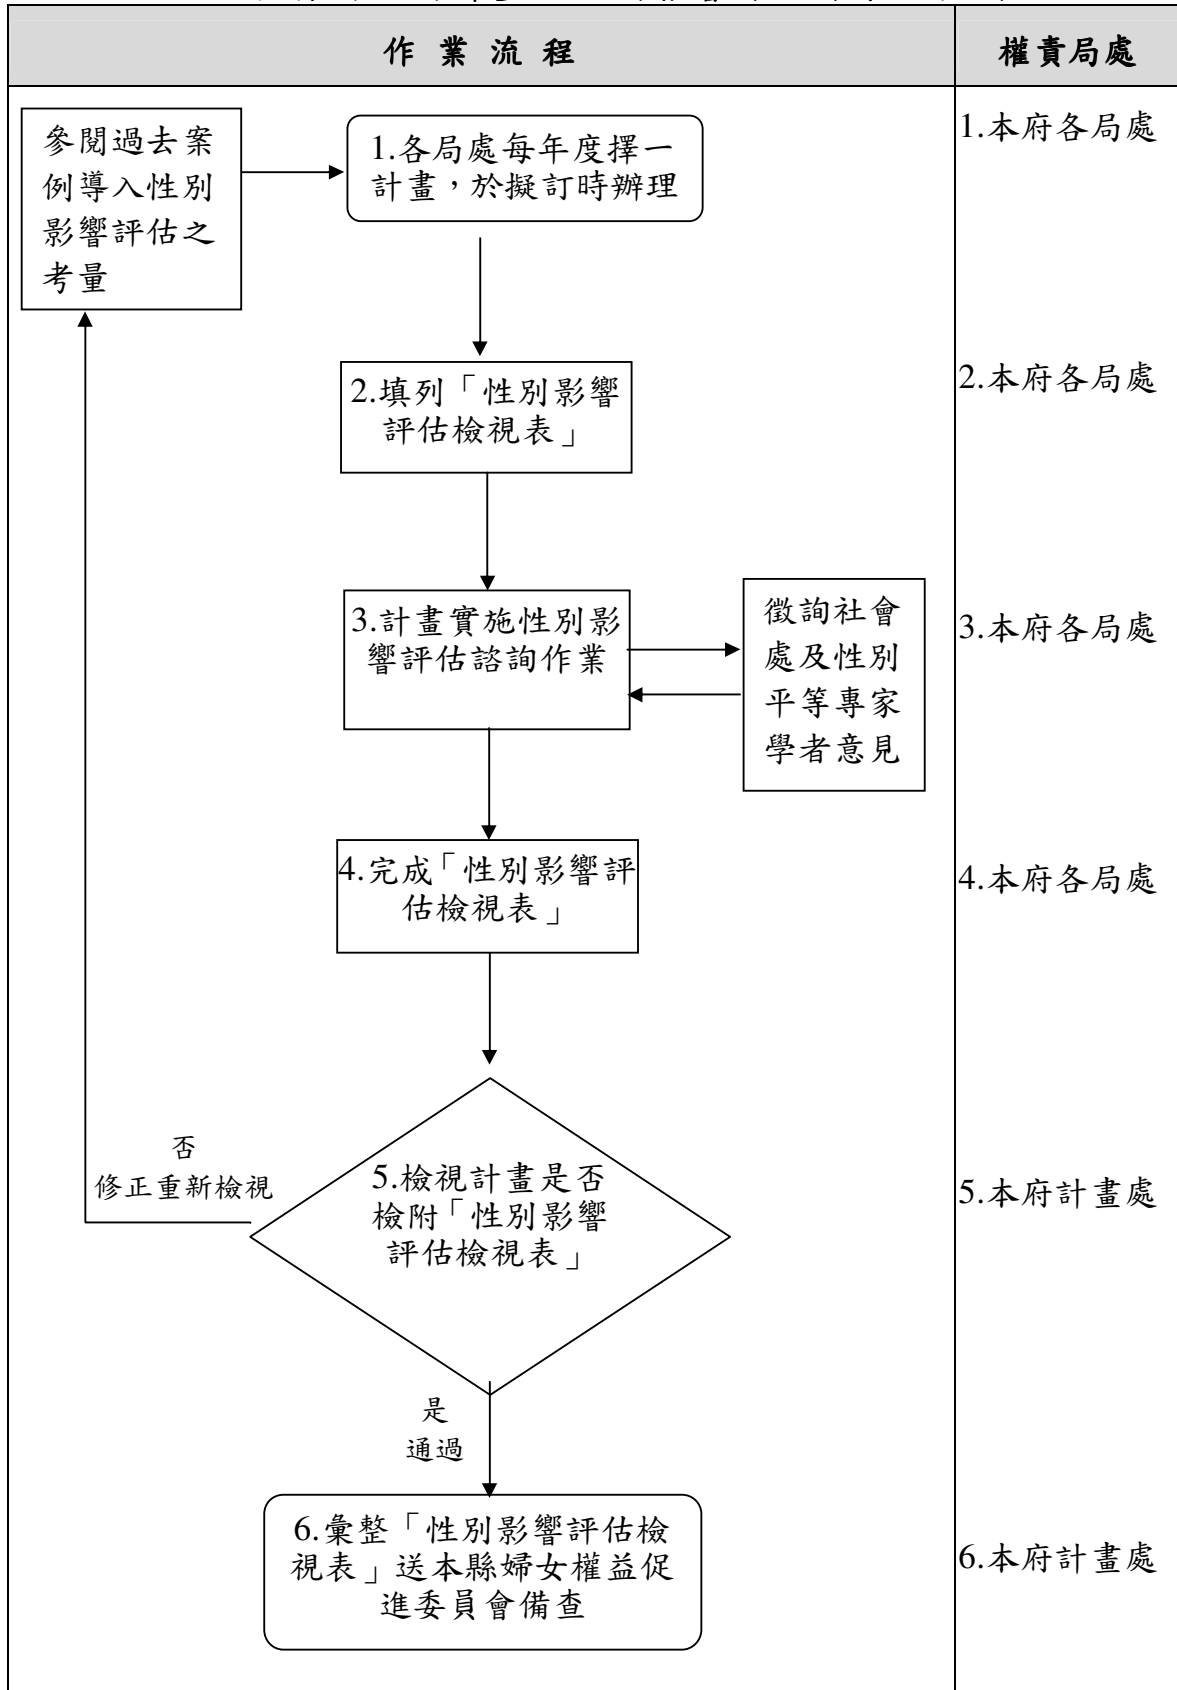 作業流程
權責局處
參閱過去案
例導入性別
影響評估之
考量
1.各局處每年度擇一
計畫，於擬訂時辦理
1.本府各局處
2.填列「性別影響
評估檢視表」
2.本府各局處
3.計畫實施性別影
響評估諮詢作業
徵詢社會
處及性別
平等專家
學者意見
3.本府各局處
4.完成「性別影響評
估檢視表」
4.本府各局處
否
修正重新檢視
5.檢視計畫是否
檢附「性別影響
評估檢視表」
5.本府計畫處
是
通過
6.彙整「性別影響評估檢
視表」送本縣婦女權益促
進委員會備查
6.本府計畫處